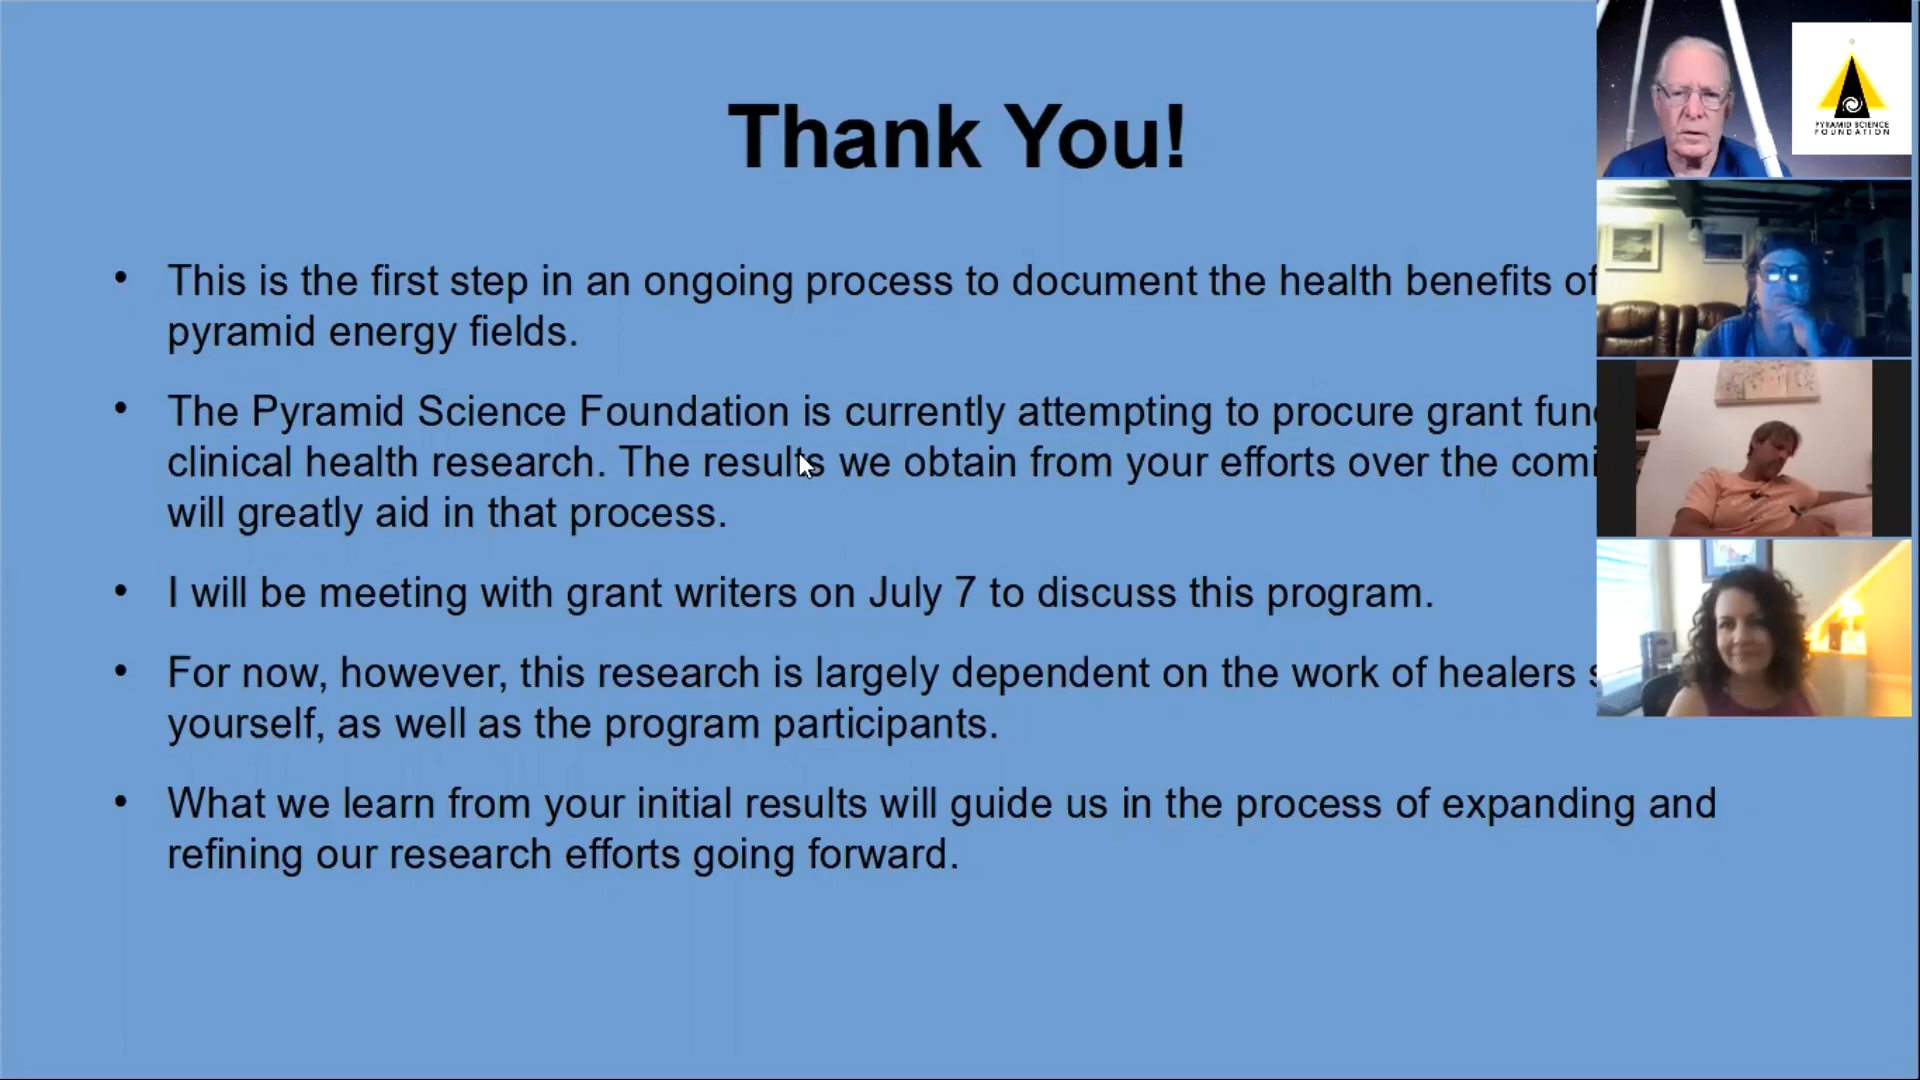 Thank You!
• This is the first step in an ongoing process to document the health benefits of
pyramid energy fields.
• The Pyramid Science Foundation is currently attempting to procure grant
clinical health research. The results we obtain from your efforts over the
will greatly aid in that process.
• I will be meeting with grant writers on July 7 to discuss this program.
• For now, however, this research is largely dependent on the work of healers
yourself, as well as the program participants.
• What we learn from your initial results will guide us in the process of expanding and
refining our research efforts going forward.
PYRAMID SCIENCE
FOUNDATION